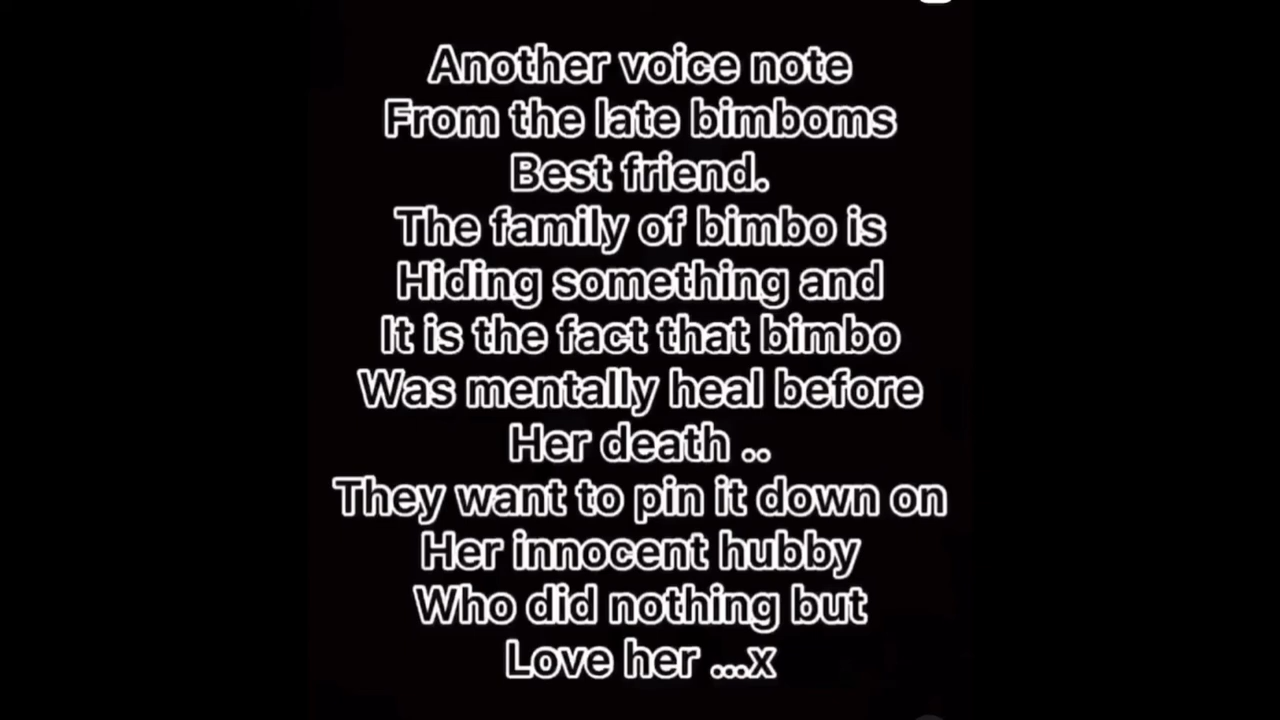 Another voice note
From the late bimboms
Best friend.
The family of bimbo is
Hiding something and
It is the fact that bimbo
Was mentally heal before
Her death ..
They want to pin it down on
Her innocent hubby
Who did nothing but
Love her ...x